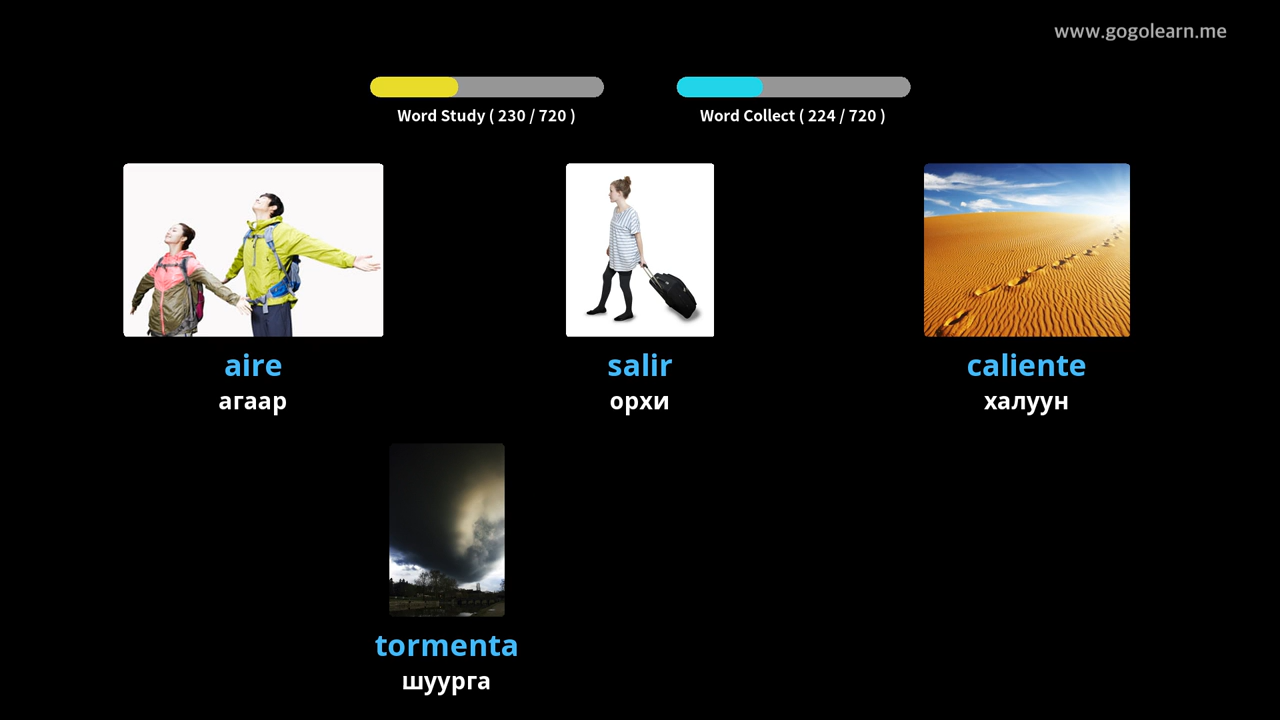 www.gogolearn.me
Word Study ( 230 / 720 )
Word Collect ( 224 / 720 )
aire
агаар
salir
орхи
caliente
халуун
tormenta
шуурга